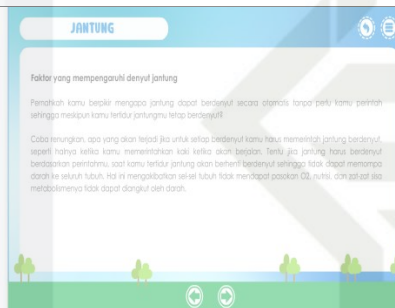 JANTUNG
Faktor yang mempengaruhi denyut jantung
Pernahkah kamu berpikir mengapa jantung dapat berdenyut secara otomatis tanpa perlu kamu perintah
sehingga meskipun kamu tertidur jantungmu tetap berdenyut?
Coba renungkan, apa yang akan terjadi jika untuk setiap berdenyut kamu harus memerintah jantung berdenyut,
seperti halnya ketika kamu memerintahkan kaki ketika akan berjalan. Tentu jika jantung harus berdenyut
berdasarkan perintahmu, saat kamu tertidur jantung akan berhenti berdenyut sehingga tidak dapat memompa
darah ke seluruh tubuh. Hal ini mengakibatkan sel-sel tubuh tidak mendapat pasokan O2, nutrisi, dan zat-zat sisa
metabolismenya tidak dapat diangkut oleh darah.